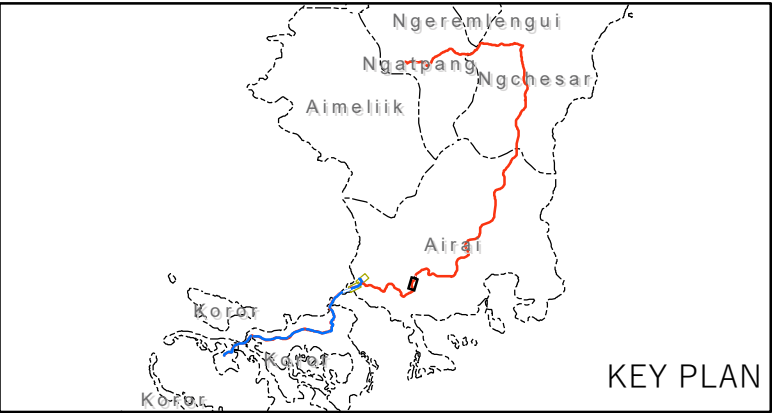 Ngeremlengui
Ngatpang
Ngchesar
Aimeliik
Airai
Koror
Koror
Koror
KEY PLAN